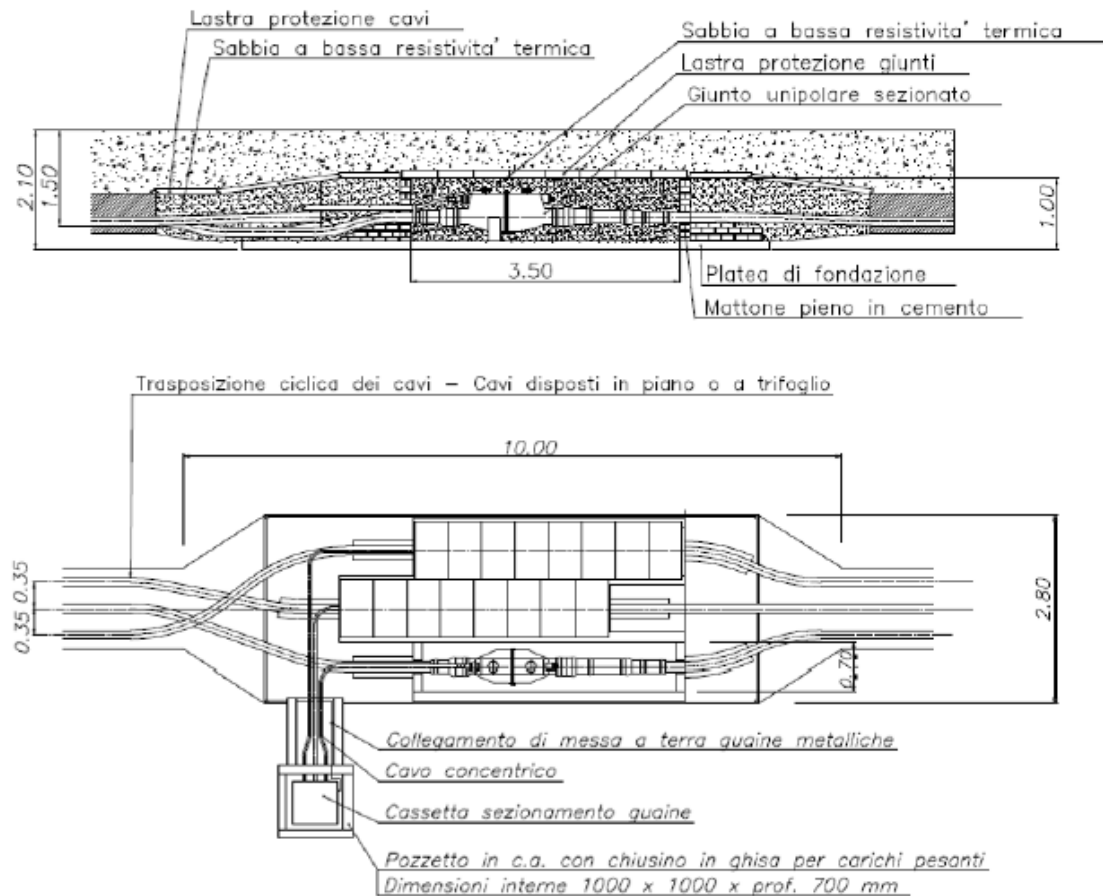 Lastra protezione cavi
Sabbia a bassa resistivita' termica
Sabbia a bassa resistivita' termica
Lastra protezione giunti
Giunto unipolare sezionato
2.10
1.50
1.00
3.50
Platea di fondazione
Mattone pieno in cemento
Trasposizione ciclica dei cavi – Cavi disposti in piano o a trifoglio
10.00
0.35
0.35
2.80
0.70
Collegamento di messa a terra guaine metalliche
Cavo concentrico
Cassetta sezionamento guaine
Pozzetto in c.a. con chiusino in ghisa per carichi pesanti
Dimensioni interne 1000 x 1000 x prof. 700 mm